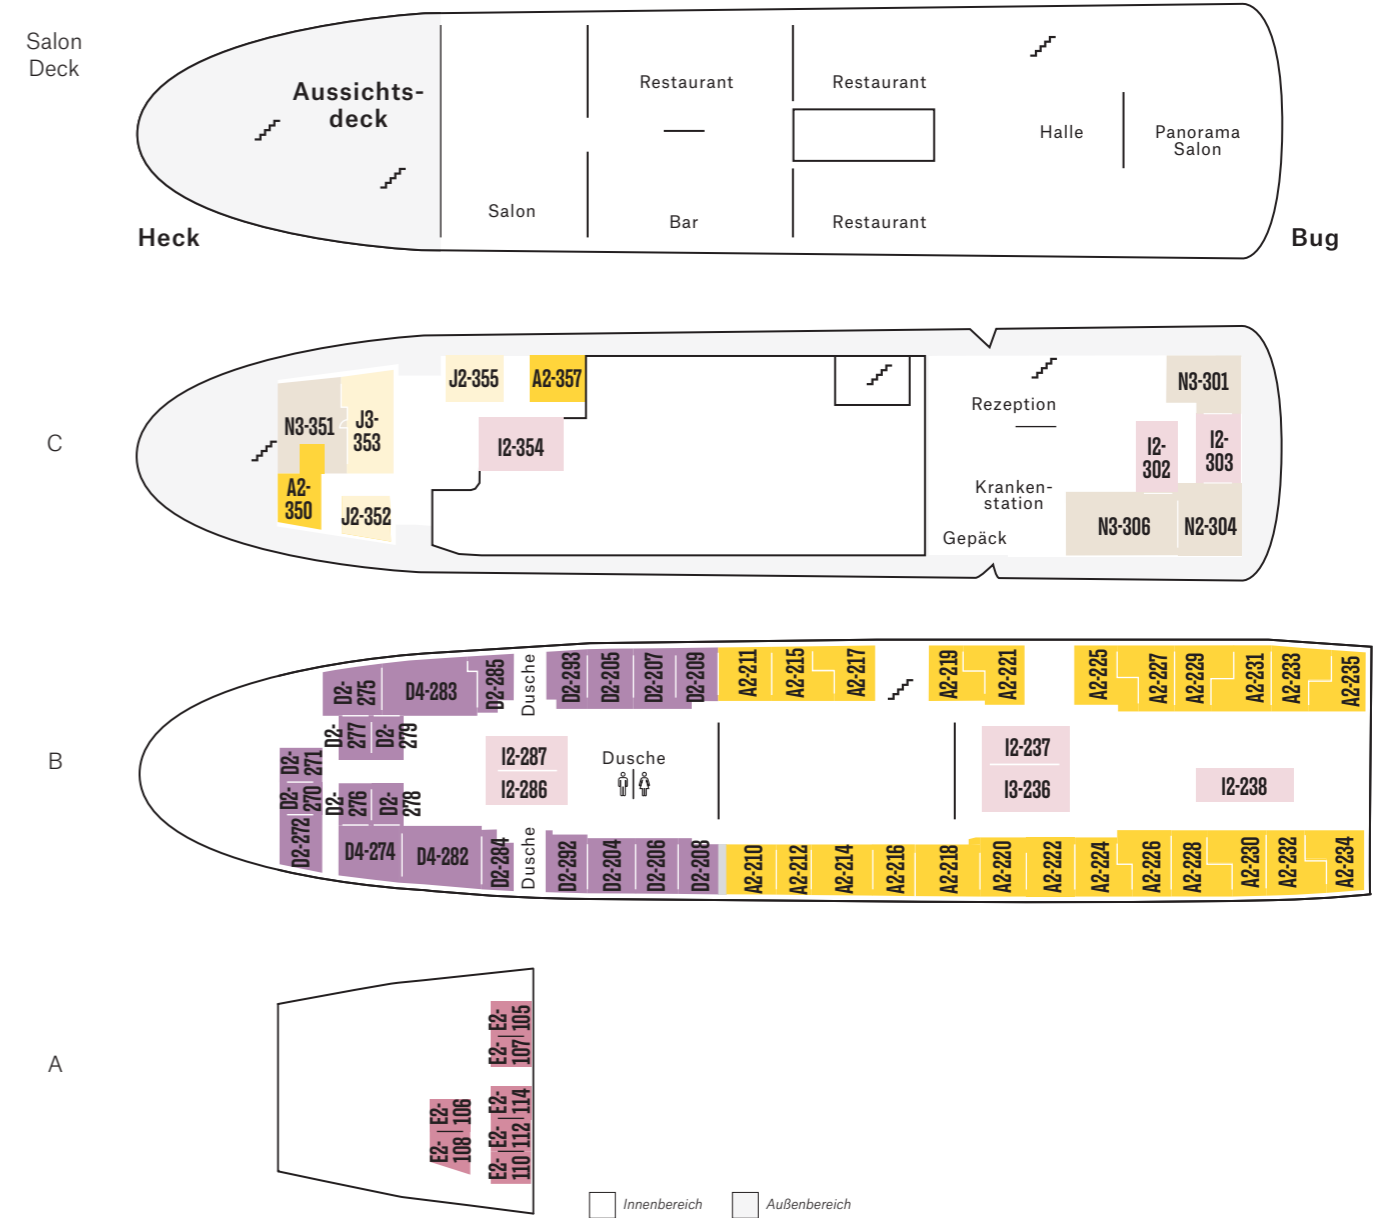 Salon
Deck
Aussichts-
deck
Restaurant
Restaurant
Halle
Panorama
Salon
Salon
Bar
Restaurant
Heck
Bug
C
J2-355
A2-357
N3-301
N3-351
J3-
353
I2-354
Rezeption
I2-
302
I2-
303
A2-
350
J2-352
Kranken-
station
Gepäck
N3-306
N2-304
B
D2-
275
D4-283
D2-285
Dusche
D2-293
D2-205
D2-207
D2-209
A2-211
A2-215
A2-217
A2-219
A2-221
A2-225
A2-227
A2-229
A2-231
A2-233
A2-235
D2-
277
D2-
279
D2-
271
D2-
270
D2-272
D2-
276
D2-
278
I2-287
I2-286
Dusche
I2-237
I3-236
I2-238
D4-274
D4-282
D2-284
Dusche
D2-292
D2-204
D2-206
D2-208
A2-210
A2-212
A2-214
A2-216
A2-218
A2-220
A2-222
A2-224
A2-226
A2-228
A2-230
A2-232
A2-234
A
E2-
105
E2-
107
E2-
106
E2-
108
E2-
114
E2-
112
E2-
110
Innenbereich
Außenbereich